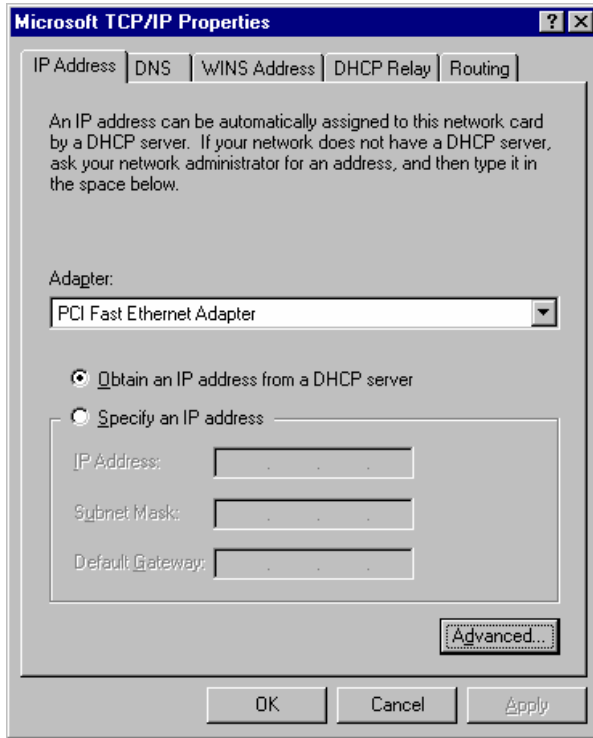 Microsoft TCP/IP Properties
IP Address DNS WINS Address DHCP Relay Routing
An IP address can be automatically assigned to this network card
by a DHCP server. If your network does not have a DHCP server,
ask your network administrator for an address, and then type it in
the space below.
Adapter:
PCI Fast Ethernet Adapter
Obtain an IP address from a DHCP server
Specify an IP address
IP Address:
Subnet Mask:
Default Gateway:
Advanced...
OK Cancel Apply